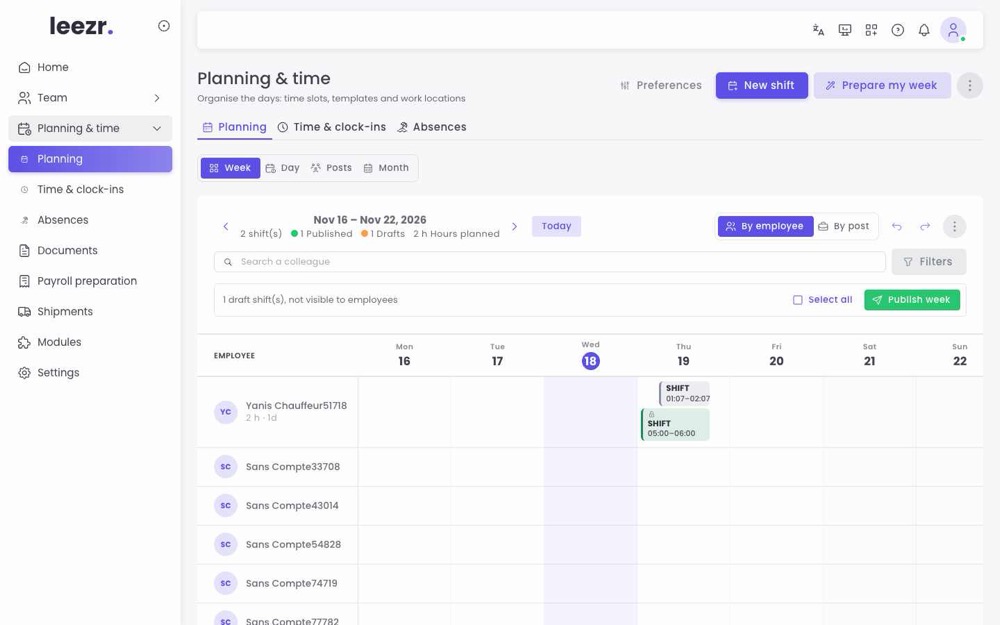 leezr.
Home
Team
Planning & time
Planning
Time & clock-ins
Absences
Documents
Payroll preparation
Shipments
Modules
Settings
Planning & time
Organise the days: time slots, templates and work locations
Preferences
New shift
Prepare my week
Planning
Time & clock-ins
Absences
Week
Day
Posts
Month
Nov 16 – Nov 22, 2026
2 shift(s) 1 Published 1 Drafts 2 h Hours planned
Today
By employee
By post
Search a colleague
Filters
1 draft shift(s), not visible to employees
Select all
Publish week
EMPLOYEE
Mon 16
Tue 17
Wed 18
Thu 19
Fri 20
Sat 21
Sun 22
YC Yanis Chauffeur51718
2 h · 1d
SHIFT
01:07–02:07
SHIFT
05:00–06:00
SC Sans Compte33708
SC Sans Compte43014
SC Sans Compte54828
SC Sans Compte74719
SC Sans Compte77782